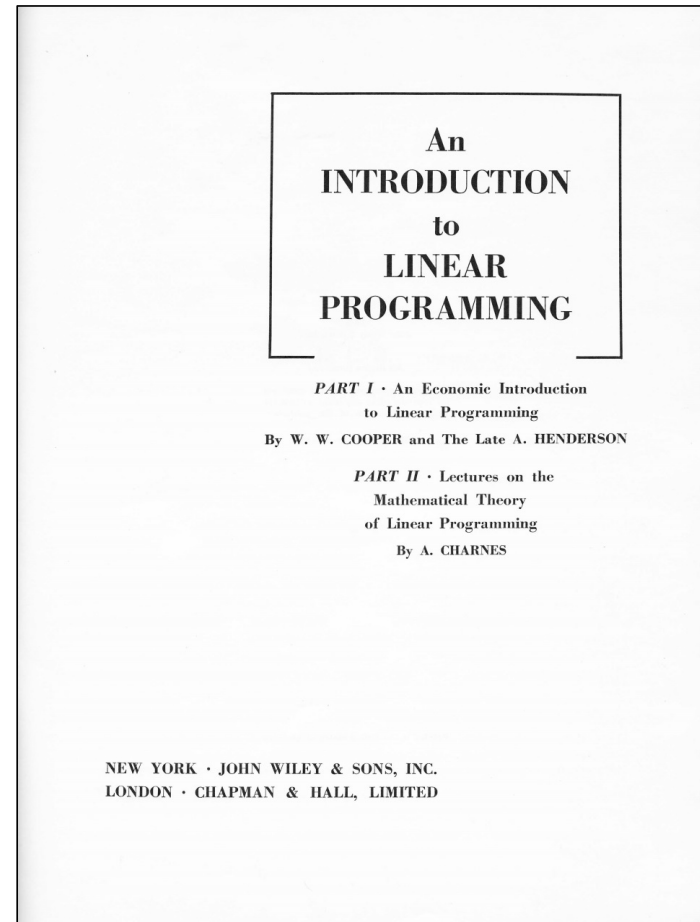 An
INTRODUCTION
to
LINEAR
PROGRAMMING
PART I · An Economic Introduction
to Linear Programming
By W. W. COOPER and The Late A. HENDERSON
PART II · Lectures on the
Mathematical Theory
of Linear Programming
By A. CHARNES
NEW YORK · JOHN WILEY & SONS, INC.
LONDON · CHAPMAN & HALL, LIMITED